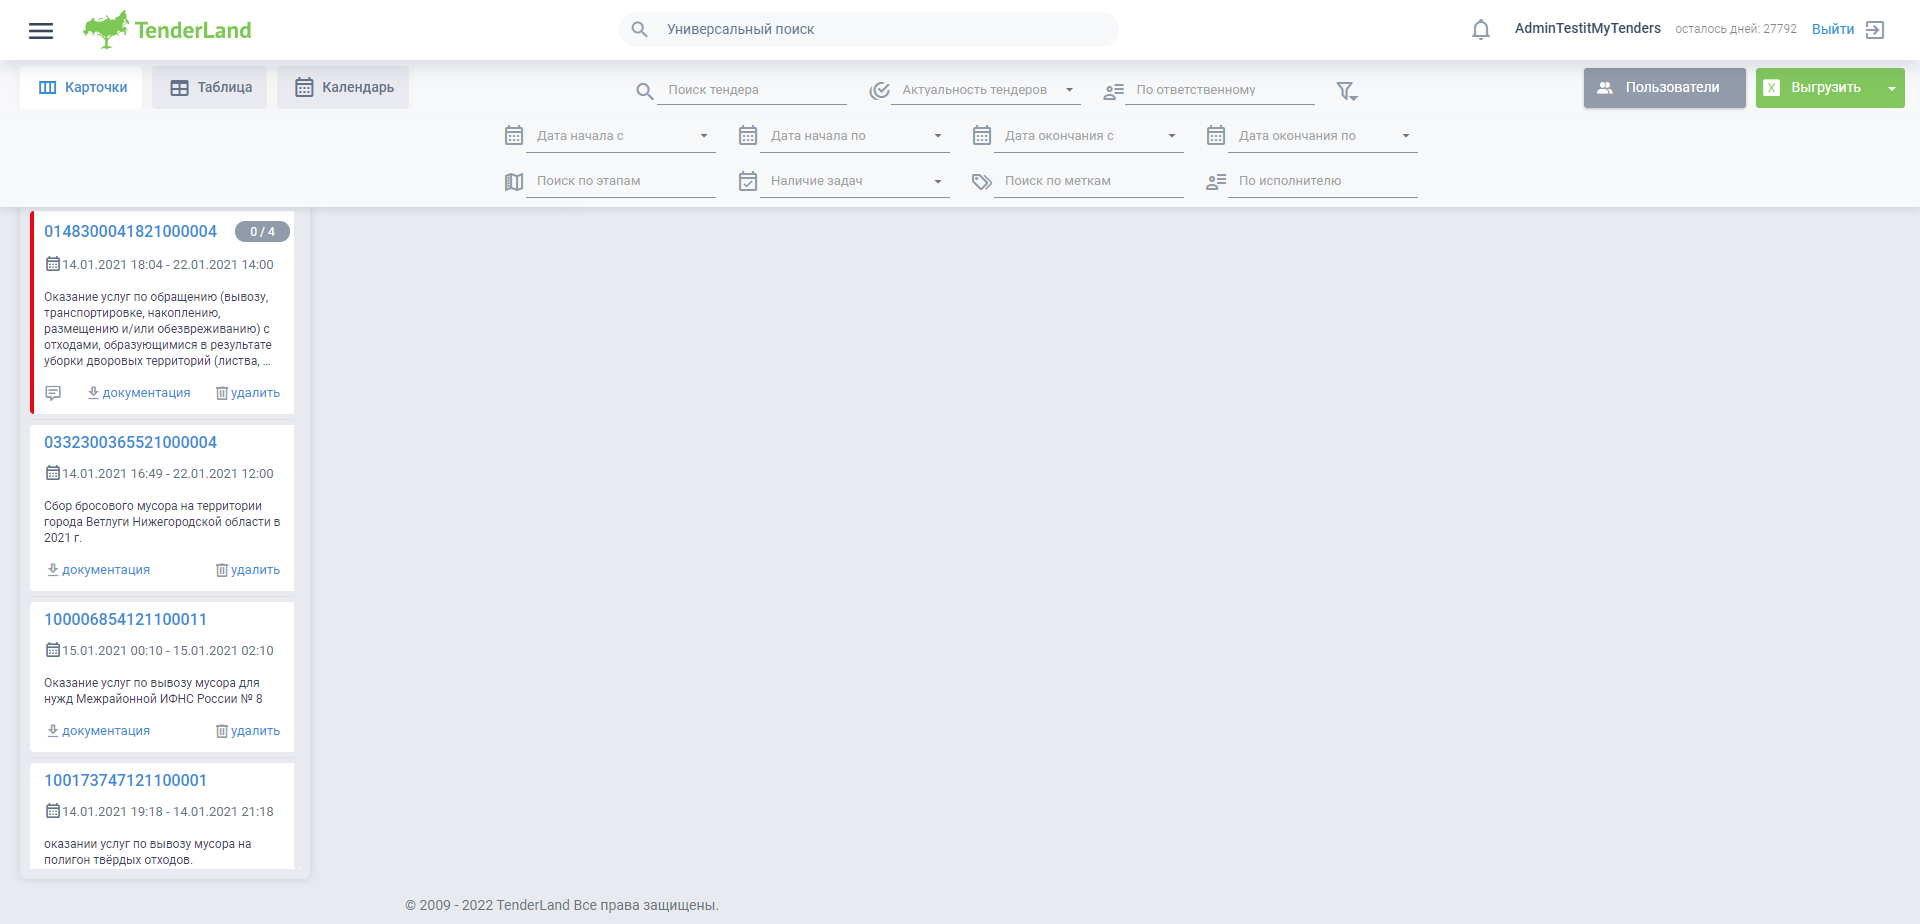 TenderLand
Универсальный поиск
AdminTestitMyTenders
осталось дней: 27792
Выйти
Карточки
Таблица
Календарь
Поиск тендера
Актуальность тендеров
По ответственному
Пользователи
X Выгрузить
Дата начала с
Дата начала по
Дата окончания с
Дата окончания по
Поиск по этапам
Наличие задач
Поиск по меткам
По исполнителю
0148300041821000004
0 / 4
14.01.2021 18:04 - 22.01.2021 14:00
Оказание услуг по обращению (вывозу,
транспортировке, накоплению,
размещению и/или обезвреживанию) с
отходами, образующимися в результате
уборки дворовых территорий (листва, ...
документация
удалить
0332300365521000004
14.01.2021 16:49 - 22.01.2021 12:00
Сбор бросового мусора на территории
города Ветлуги Нижегородской области в
2021 г.
документация
удалить
100006854121100011
15.01.2021 00:10 - 15.01.2021 02:10
Оказание услуг по вывозу мусора для
нужд Межрайонной ИФНС России № 8
документация
удалить
100173747121100001
14.01.2021 19:18 - 14.01.2021 21:18
оказании услуг по вывозу мусора на
полигон твёрдых отходов.
© 2009 - 2022 TenderLand Все права защищены.